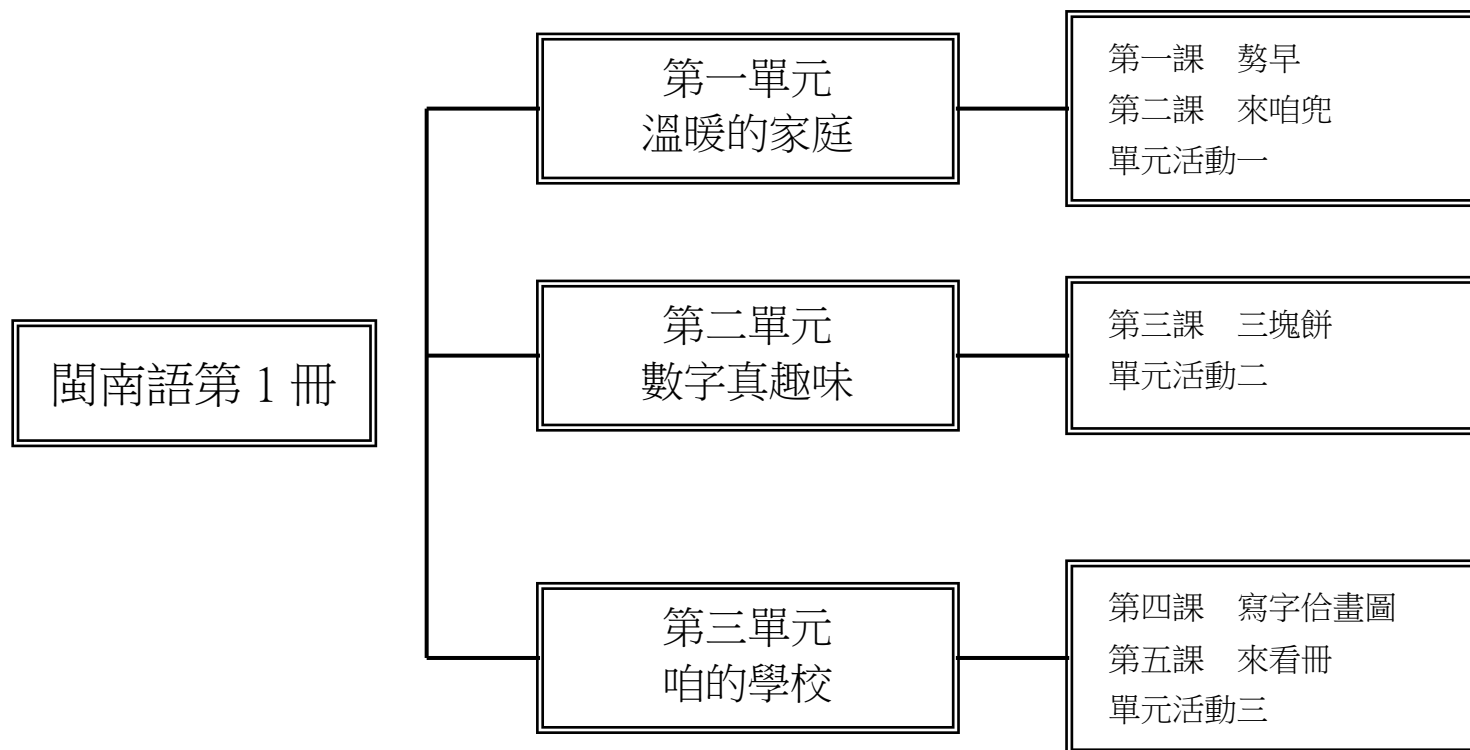 閩南語第 1 冊
第一單元
溫暖的家庭
第一課　gâu早
第二課　來咱兜
單元活動一
第二單元
數字真趣味
第三課　三塊餅
單元活動二
第三單元
咱的學校
第四課　寫字佮畫圖
第五課　來看冊
單元活動三